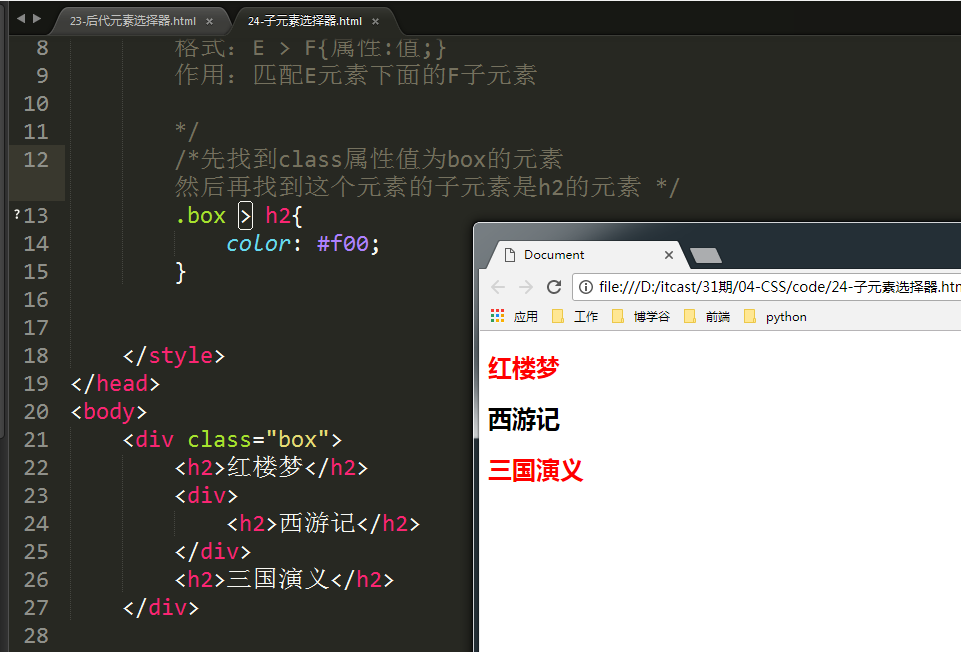 23-后代元素选择器.html ×
24-子元素选择器.html ×
8 格式: E > F{属性:值;}
9 作用: 匹配E元素下面的F子元素
10
11 */
12 /*先找到class属性值为box的元素
然后再找到这个元素的子元素是h2的元素 */
?13 .box > h2{
14 color: #f00;
15 }
16
17
18 </style>
19 </head>
20 <body>
21 <div class="box">
22 <h2>红楼梦</h2>
23 <div>
24 <h2>西游记</h2>
25 </div>
26 <h2>三国演义</h2>
27 </div>
28
Document ×
file:///D:/itcast/31期/04-CSS/code/24-子元素选择器.htm
应用 工作 博学谷 前端 python
红楼梦
西游记
三国演义